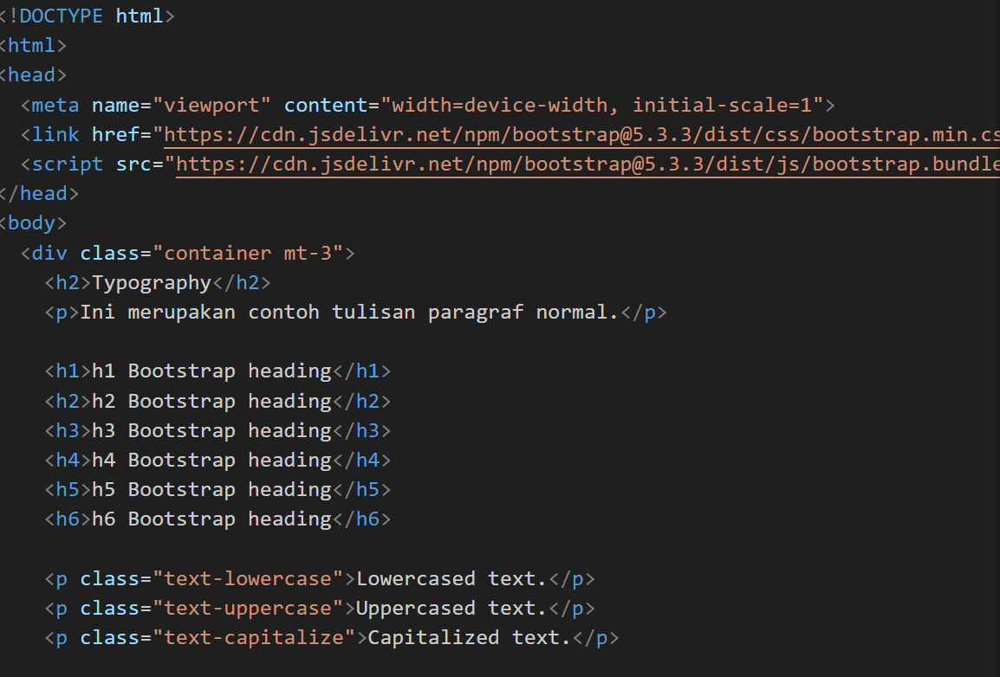 <!DOCTYPE html>
<html>
<head>
<meta name="viewport" content="width=device-width, initial-scale=1">
<link href="https://cdn.jsdelivr.net/npm/bootstrap@5.3.3/dist/css/bootstrap.min.cs
<script src="https://cdn.jsdelivr.net/npm/bootstrap@5.3.3/dist/js/bootstrap.bundle
</head>
<body>
<div class="container mt-3">
<h2>Typography</h2>
<p>Ini merupakan contoh tulisan paragraf normal.</p>
<h1>h1 Bootstrap heading</h1>
<h2>h2 Bootstrap heading</h2>
<h3>h3 Bootstrap heading</h3>
<h4>h4 Bootstrap heading</h4>
<h5>h5 Bootstrap heading</h5>
<h6>h6 Bootstrap heading</h6>
<p class="text-lowercase">Lowercased text.</p>
<p class="text-uppercase">Uppercased text.</p>
<p class="text-capitalize">Capitalized text.</p>